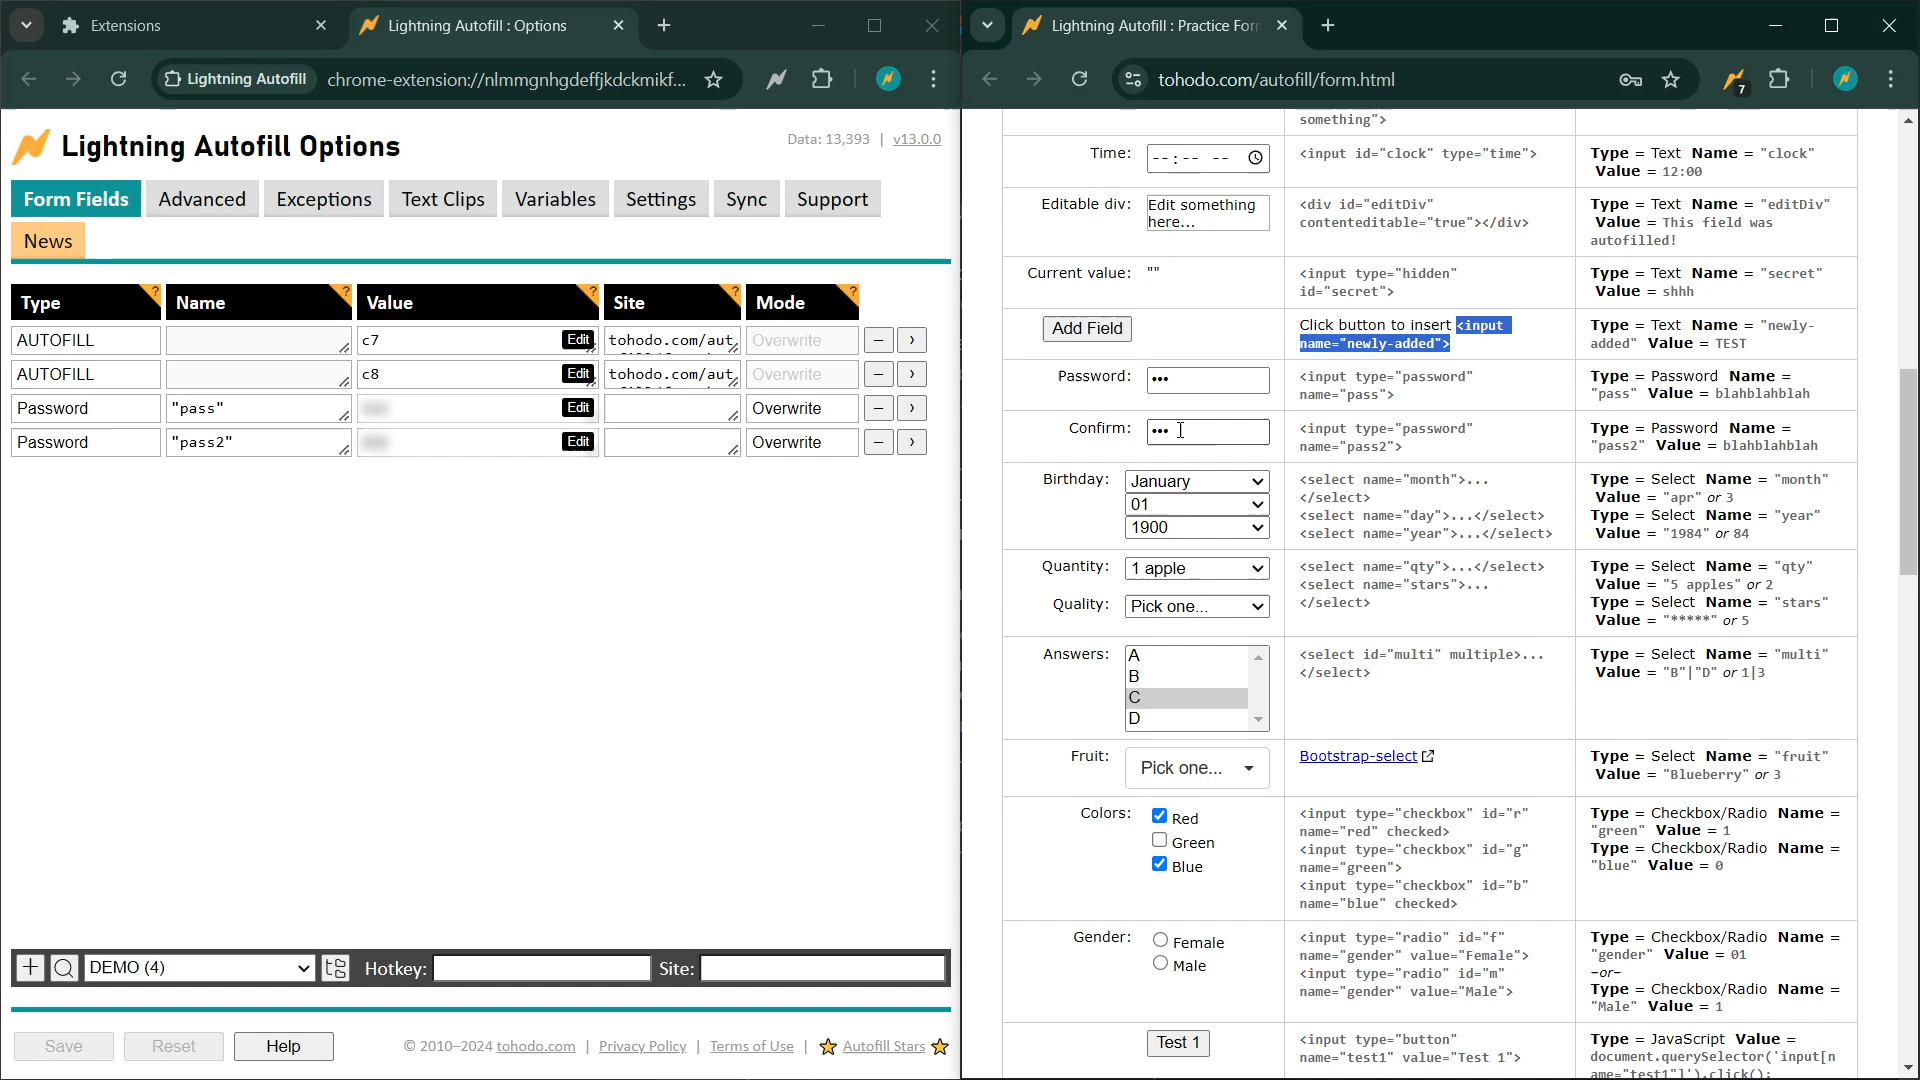 Extensions
Lightning Autofill : Options
Lightning Autofill
chrome-extension://nlmmgnhgdeffjkdckmikf...
Lightning Autofill Options
Data: 13,393 | v13.0.0
Form Fields
Advanced
Exceptions
Text Clips
Variables
Settings
Sync
Support
News
Type ? Name ? Value ? Site ? Mode ?
AUTOFILL c7 Edit tohodo.com/aut Overwrite − ›
AUTOFILL c8 Edit tohodo.com/aut Overwrite − ›
Password "pass" Edit Overwrite − ›
Password "pass2" Edit Overwrite − ›
+ DEMO (4) Hotkey: Site:
Save Reset Help © 2010–2024 tohodo.com | Privacy Policy | Terms of Use | Autofill Stars
Lightning Autofill : Practice For
tohodo.com/autofill/form.html
7
something">
Time: --:-- -- <input id="clock" type="time"> Type = Text Name = "clock"
Value = 12:00
Editable div: Edit something <div id="editDiv" Type = Text Name = "editDiv"
here... contenteditable="true"></div> Value = This field was
autofilled!
Current value: "" <input type="hidden" Type = Text Name = "secret"
id="secret"> Value = shhh
Add Field Click button to insert <input Type = Text Name = "newly-
name="newly-added"> added" Value = TEST
Password: ••• <input type="password" Type = Password Name =
name="pass"> "pass" Value = blahblahblah
Confirm: ••• <input type="password" Type = Password Name =
name="pass2"> "pass2" Value = blahblahblah
Birthday: January <select name="month">... Type = Select Name = "month"
</select> Value = "apr" or 3
01 <select name="day">...</select> Type = Select Name = "year"
1900 <select name="year">...</select> Value = "1984" or 84
Quantity: 1 apple <select name="qty">...</select> Type = Select Name = "qty"
<select name="stars">... Value = "5 apples" or 2
Quality: Pick one... </select> Type = Select Name = "stars"
Value = "*****" or 5
Answers: A <select id="multi" multiple>... Type = Select Name = "multi"
B </select> Value = "B"|"D" or 1|3
C
D
Fruit: Pick one... Bootstrap-select Type = Select Name = "fruit"
Value = "Blueberry" or 3
Colors: Red <input type="checkbox" id="r" Type = Checkbox/Radio Name =
name="red" checked> "green" Value = 1
Green <input type="checkbox" id="g" Type = Checkbox/Radio Name =
Blue name="green"> "blue" Value = 0
<input type="checkbox" id="b"
name="blue" checked>
Gender: Female <input type="radio" id="f" Type = Checkbox/Radio Name =
name="gender" value="Female"> "gender" Value = 01
Male <input type="radio" id="m" –or–
name="gender" value="Male"> Type = Checkbox/Radio Name =
"Male" Value = 1
Test 1 <input type="button" Type = JavaScript Value =
name="test1" value="Test 1"> document.querySelector('input[n
ame="test1"]').click();